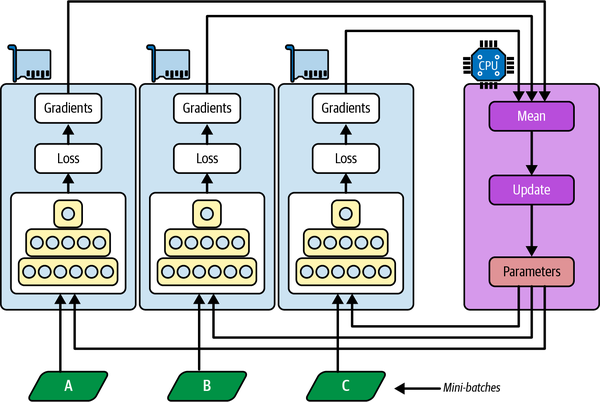 CPU
Gradients
Gradients
Gradients
Mean
Loss
Loss
Loss
Update
Parameters
A
B
C
Mini-batches